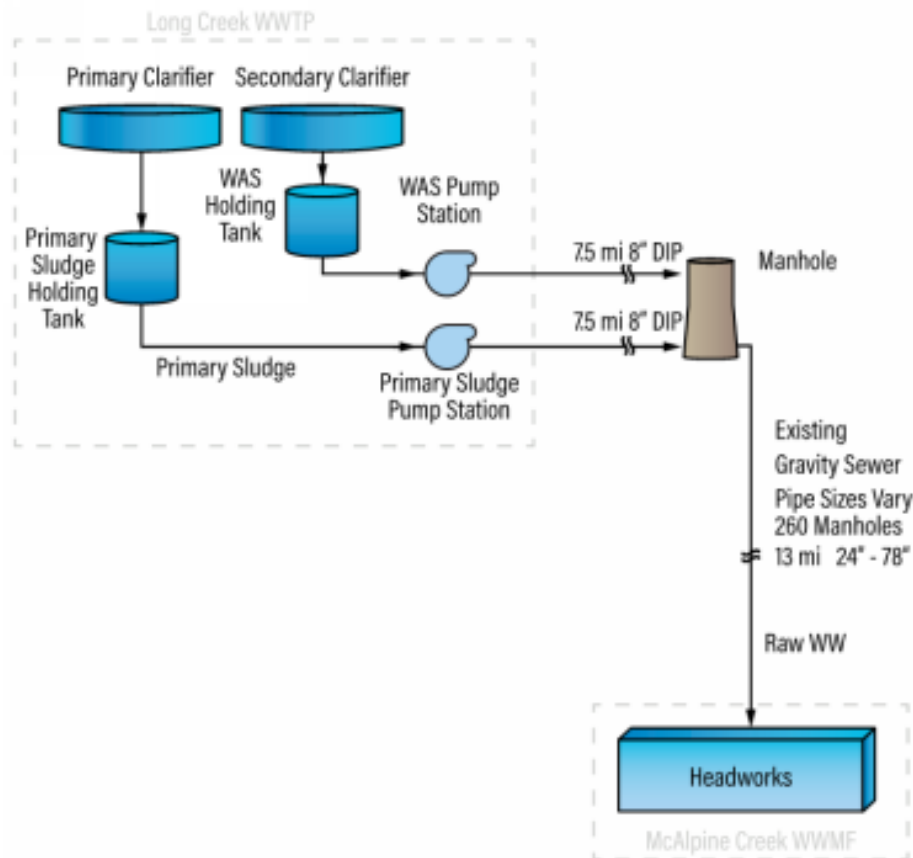 Long Creek WWTP
Primary Clarifier
Secondary Clarifier
WAS
Holding
Tank
WAS Pump
Station
Primary
Sludge
Holding
Tank
7.5 mi 8" DIP
Manhole
7.5 mi 8" DIP
Primary Sludge
Primary Sludge
Pump Station
Existing
Gravity Sewer
Pipe Sizes Vary
260 Manholes
13 mi 24" - 78"
Raw WW
Headworks
McAlpine Creek WWMF